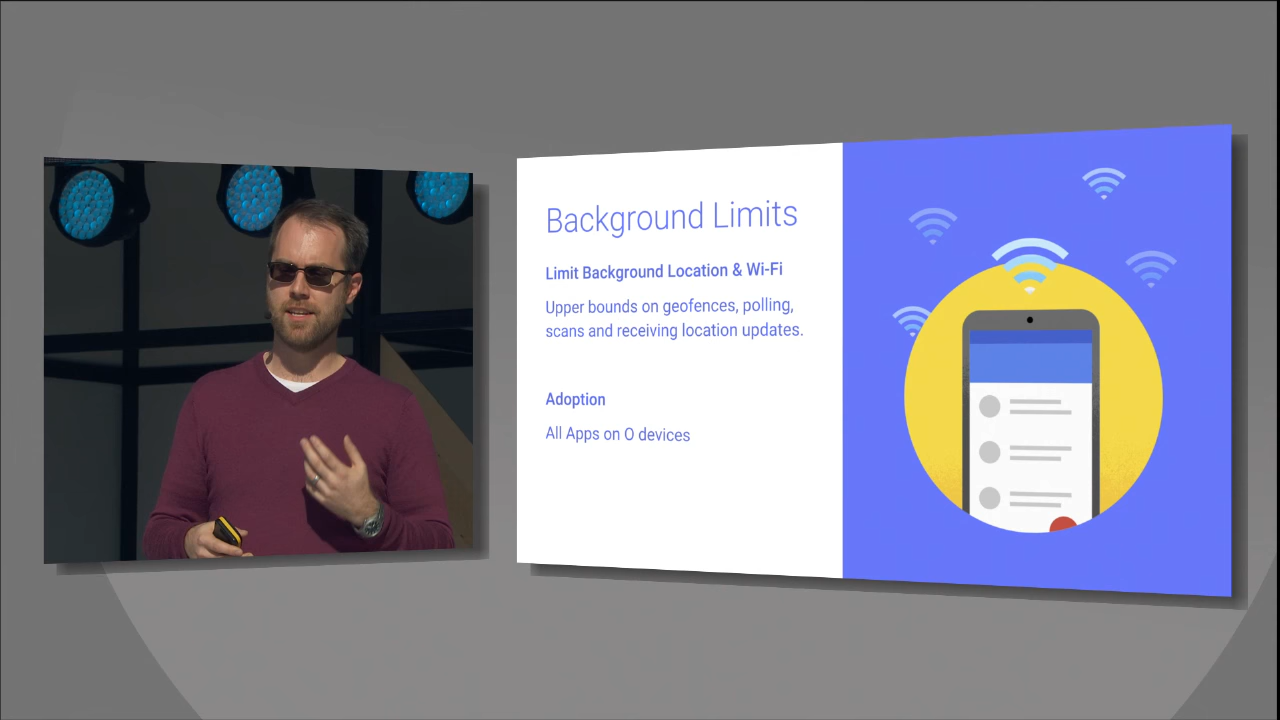 Background Limits
Limit Background Location & Wi-Fi
Upper bounds on geofences, polling,
scans and receiving location updates.
Adoption
All Apps on O devices